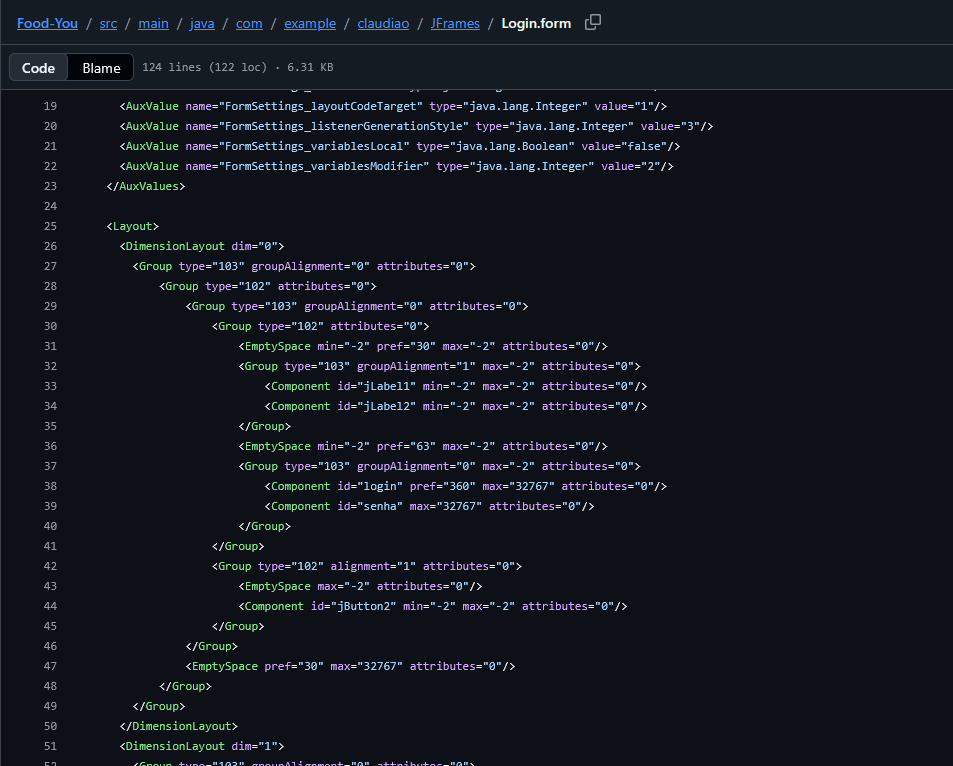 Food-You / src / main / java / com / example / claudiao / JFrames / Login.form
Code Blame 124 lines (122 loc) · 6.31 KB
19 <AuxValue name="FormSettings_layoutCodeTarget" type="java.lang.Integer" value="1"/>
20 <AuxValue name="FormSettings_listenerGenerationStyle" type="java.lang.Integer" value="3"/>
21 <AuxValue name="FormSettings_variablesLocal" type="java.lang.Boolean" value="false"/>
22 <AuxValue name="FormSettings_variablesModifier" type="java.lang.Integer" value="2"/>
23 </AuxValues>
24
25 <Layout>
26 <DimensionLayout dim="0">
27 <Group type="103" groupAlignment="0" attributes="0">
28 <Group type="102" attributes="0">
29 <Group type="103" groupAlignment="0" attributes="0">
30 <Group type="102" attributes="0">
31 <EmptySpace min="-2" pref="30" max="-2" attributes="0"/>
32 <Group type="103" groupAlignment="1" max="-2" attributes="0">
33 <Component id="jLabel1" min="-2" max="-2" attributes="0"/>
34 <Component id="jLabel2" min="-2" max="-2" attributes="0"/>
35 </Group>
36 <EmptySpace min="-2" pref="63" max="-2" attributes="0"/>
37 <Group type="103" groupAlignment="0" max="-2" attributes="0">
38 <Component id="login" pref="360" max="32767" attributes="0"/>
39 <Component id="senha" max="32767" attributes="0"/>
40 </Group>
41 </Group>
42 <Group type="102" alignment="1" attributes="0">
43 <EmptySpace max="-2" attributes="0"/>
44 <Component id="jButton2" min="-2" max="-2" attributes="0"/>
45 </Group>
46 </Group>
47 <EmptySpace pref="30" max="32767" attributes="0"/>
48 </Group>
49 </Group>
50 </DimensionLayout>
51 <DimensionLayout dim="1">
52 <Group type="103" groupAlignment="0" attributes="0">